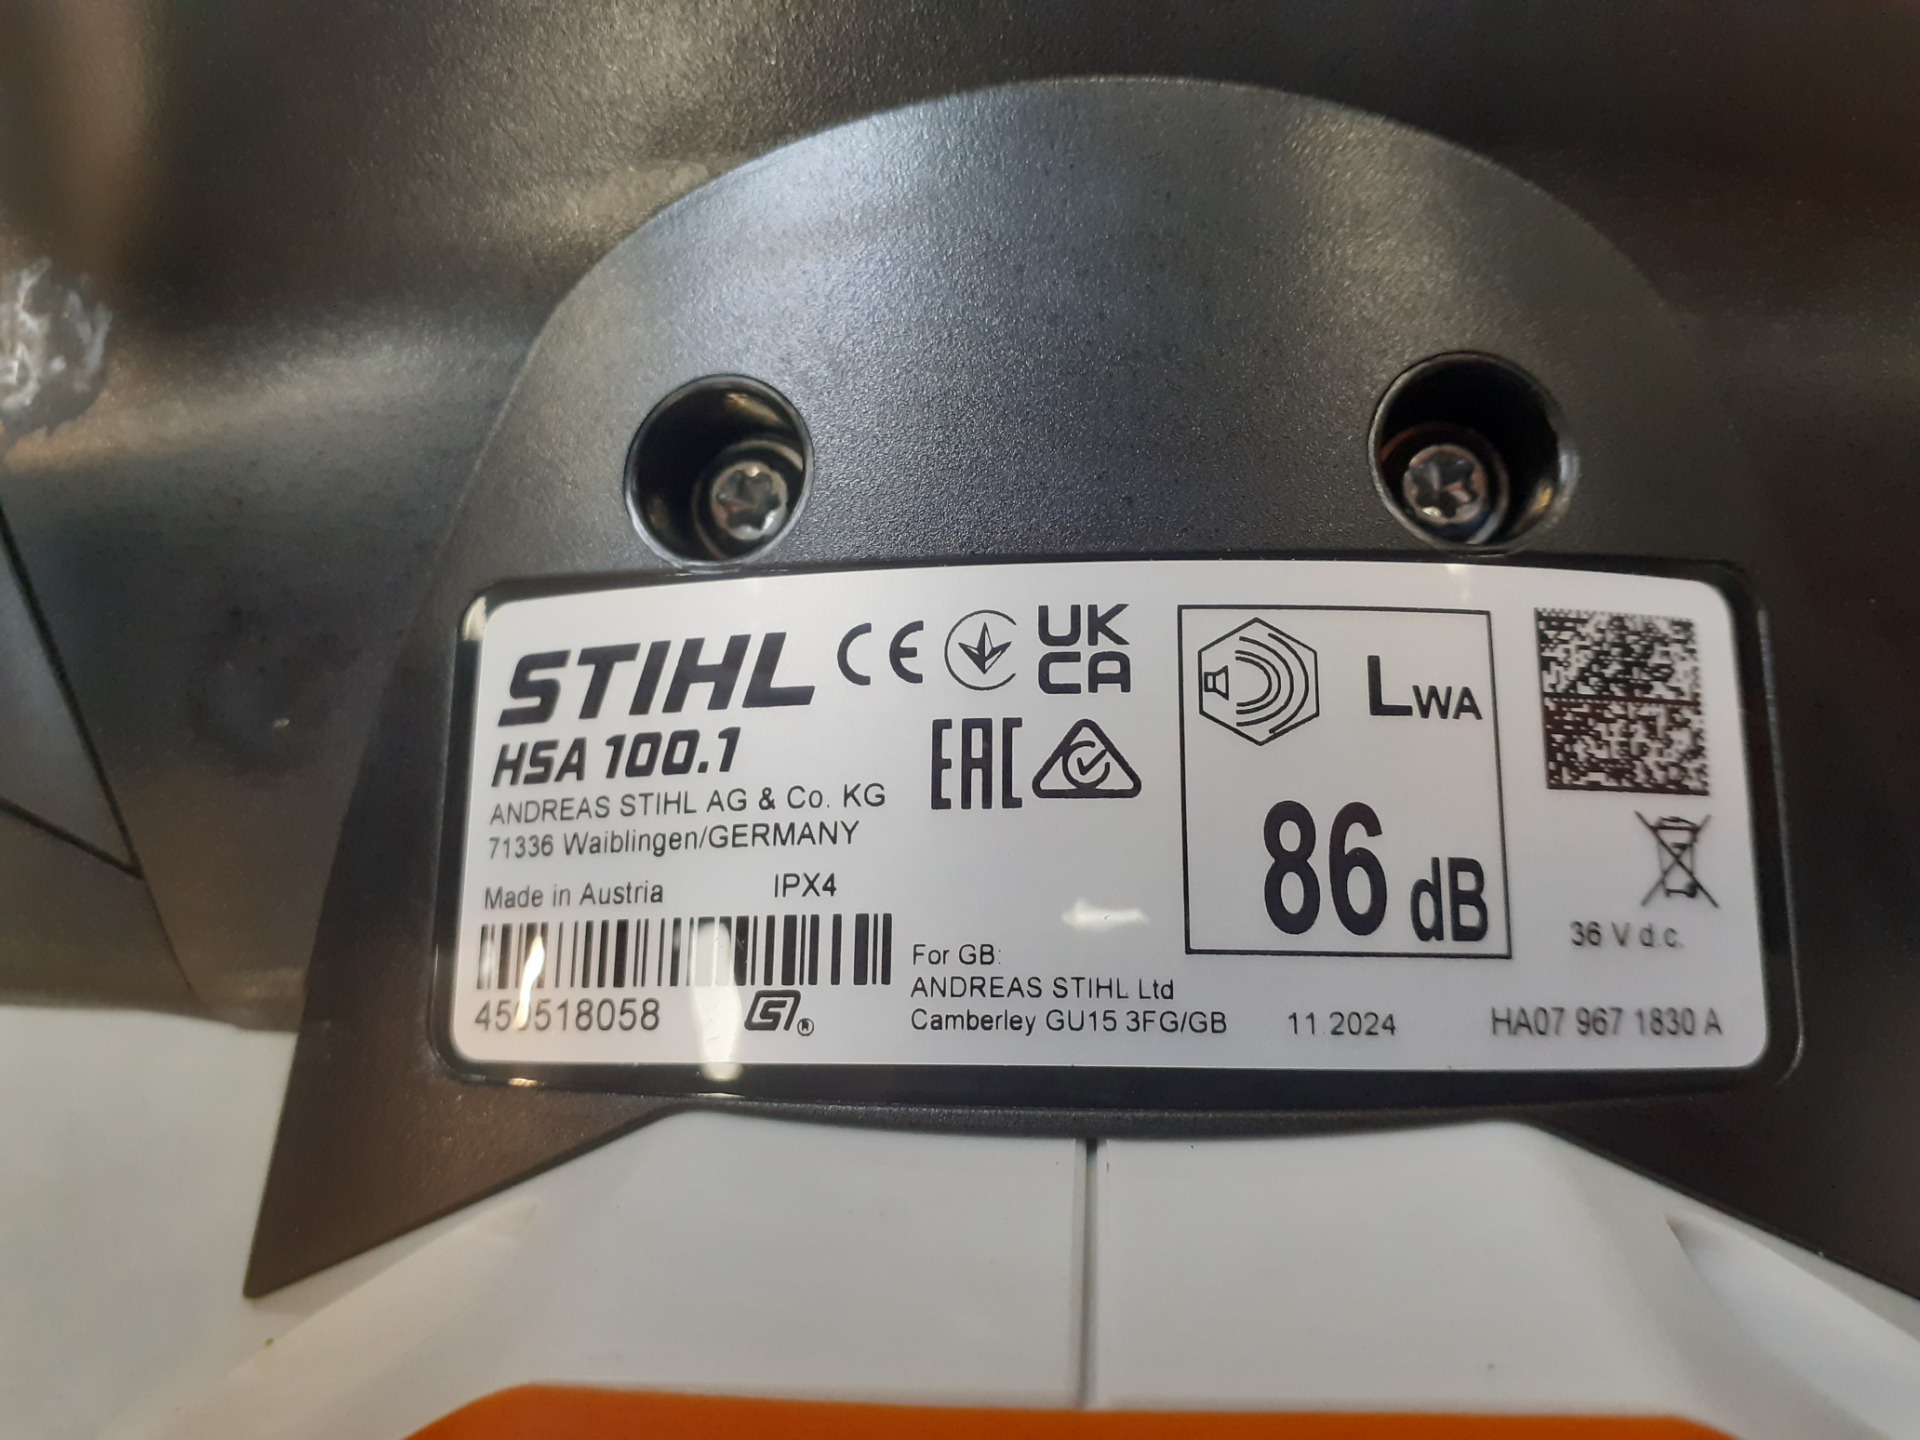 STIHL
HSA 100.1
ANDREAS STIHL AG & Co. KG
71336 Waiblingen/GERMANY
Made in Austria IPX4
CE
UK
CA
EAC
LWA
86 dB
36 V d.c.
For GB:
ANDREAS STIHL Ltd
Camberley GU15 3FG/GB
11.2024
HA07 967 1830 A